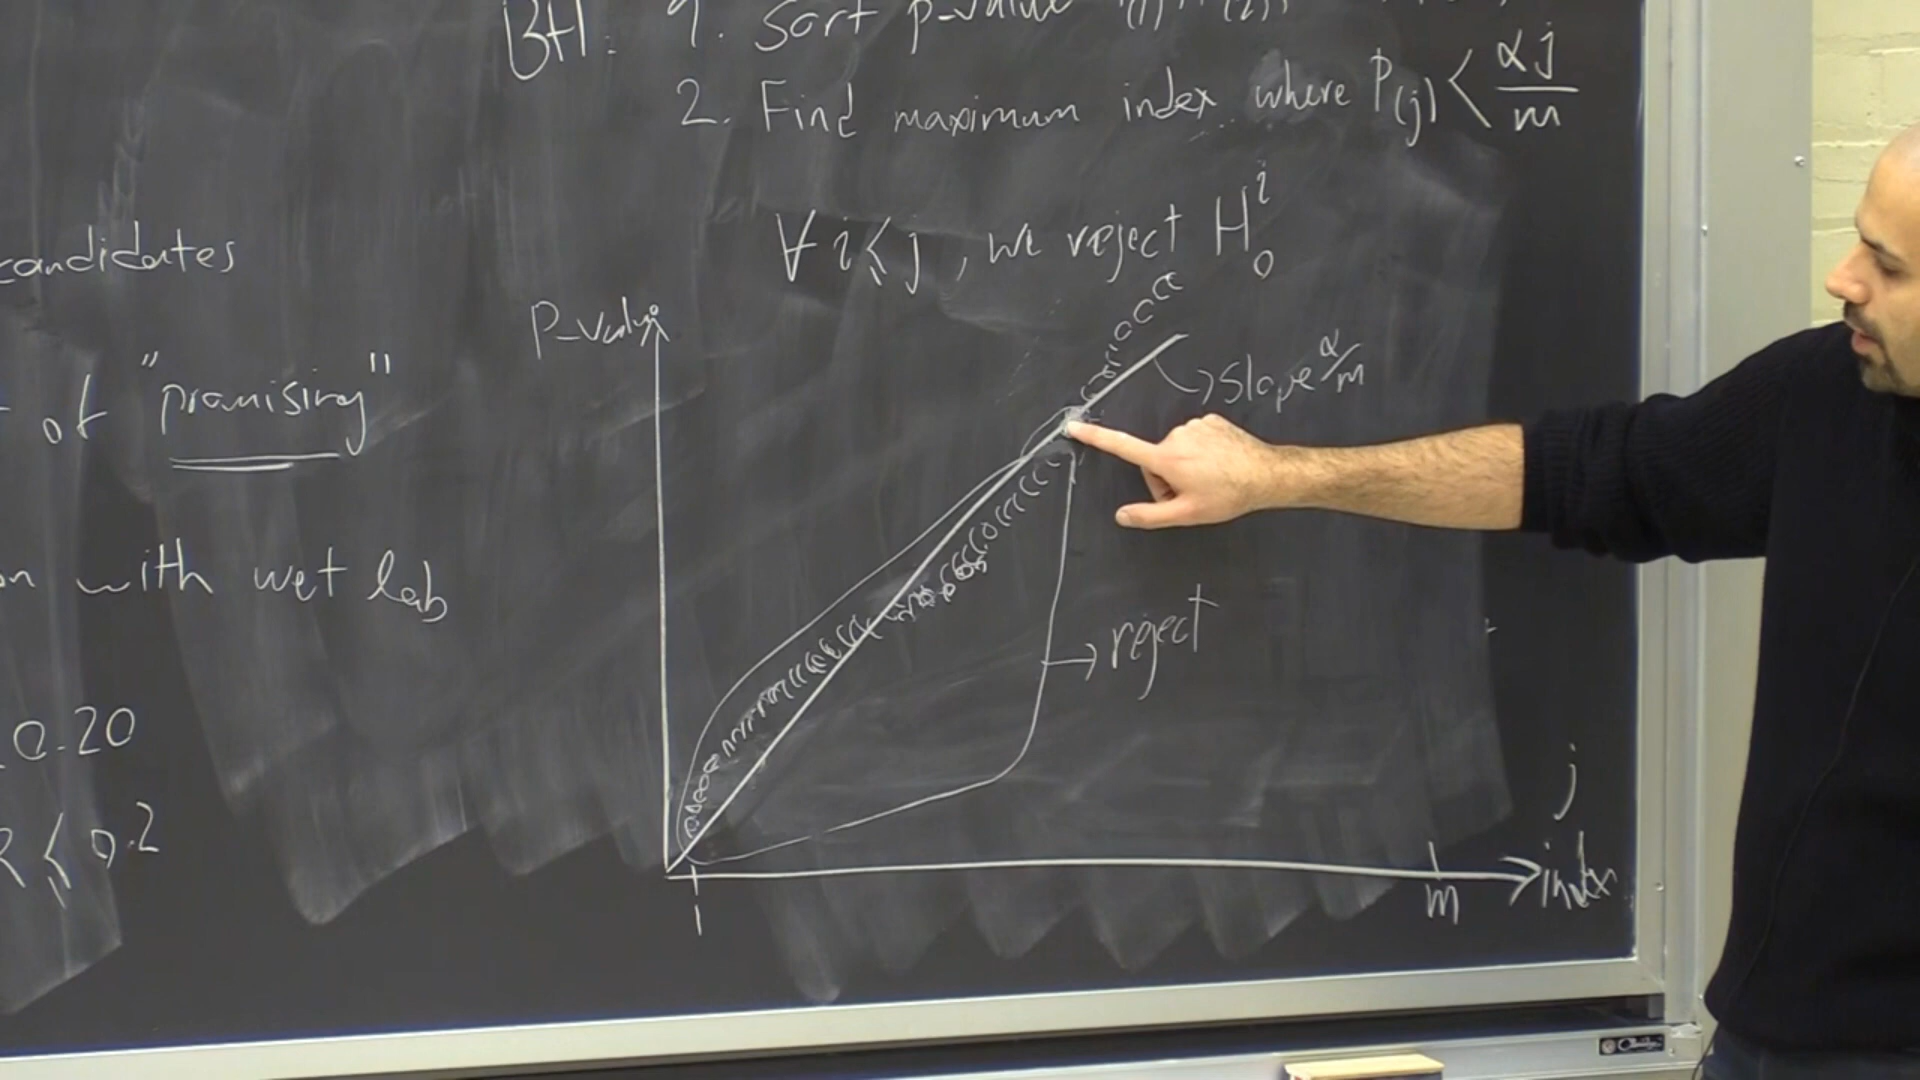 BH: 1. Sort p-value
2. Find maximum index where P(j) < αj/m
∀ i ≤ j, we reject H₀ⁱ
candidates
of "promising"
with wet lab
0.20
≤ 0.2
P-value
slope α/m
reject
j
index
1
m